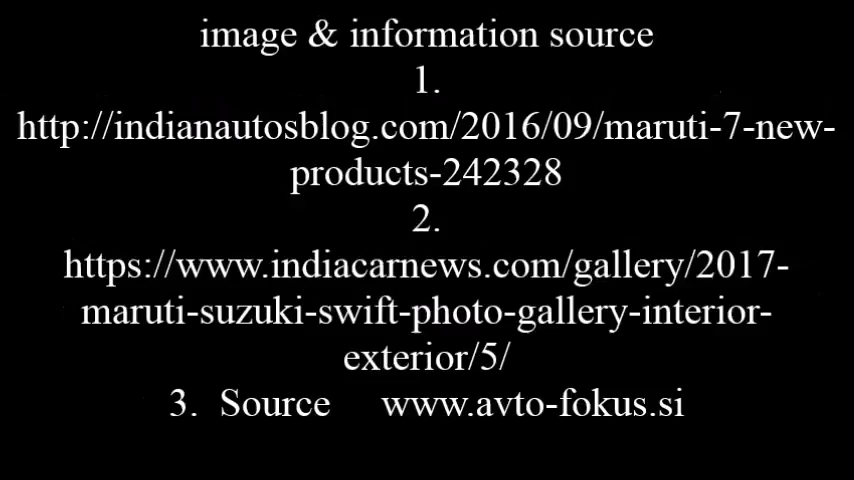 image & information source
1.
http://indianautosblog.com/2016/09/maruti-7-new-
products-242328
2.
https://www.indiacarnews.com/gallery/2017-
maruti-suzuki-swift-photo-gallery-interior-
exterior/5/
3.  Source     www.avto-fokus.si